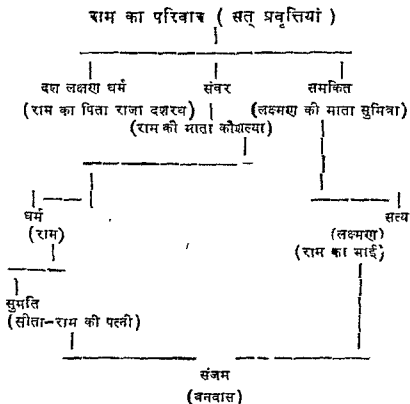 राम का परिवार ( सत् प्रवृत्तियां )
दश लक्षण धर्म संवर समकित
(राम का पिता राजा दशरथ) (लक्ष्मण की माता सुमित्रा)
(राम की माता कौशल्या)
धर्म सत्य
(राम) (लक्ष्मण)
(राम का भाई)
सुमति
(सीता-राम की पत्नी)
संजम
(बनवास)